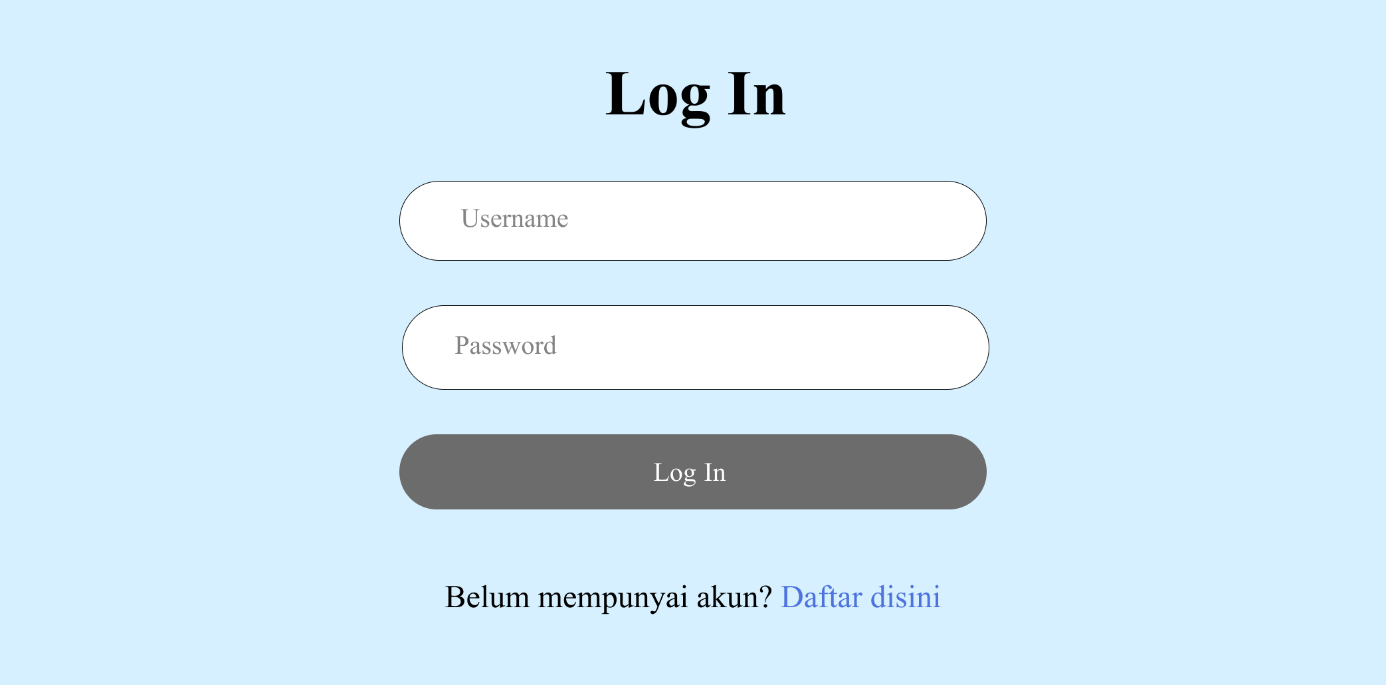 Log In
Username
Password
Log In
Belum mempunyai akun? Daftar disini